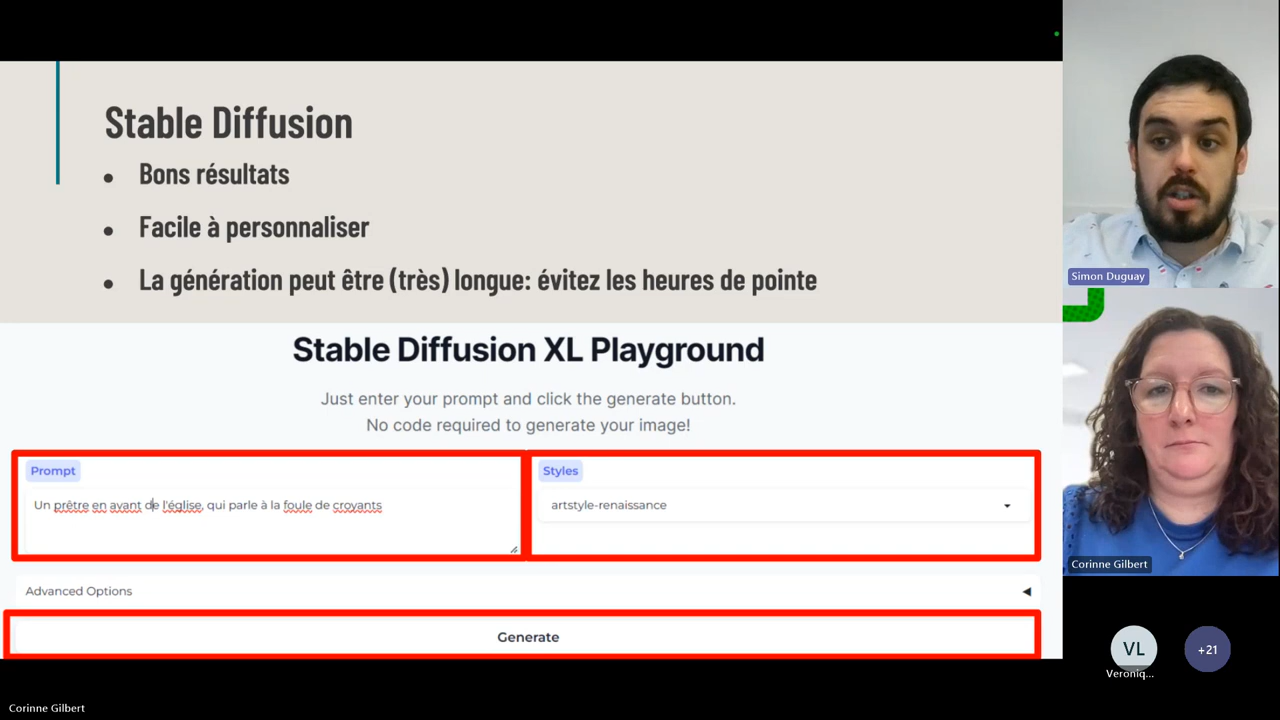 Stable Diffusion
Bons résultats
Facile à personnaliser
La génération peut être (très) longue: évitez les heures de pointe
Stable Diffusion XL Playground
Just enter your prompt and click the generate button.
No code required to generate your image!
Prompt
Un prêtre en avant de l'église, qui parle à la foule de croyants
Styles
artstyle-renaissance
Advanced Options
Generate
Simon Duguay
Corinne Gilbert
VL
Veroniq...
+21
Corinne Gilbert